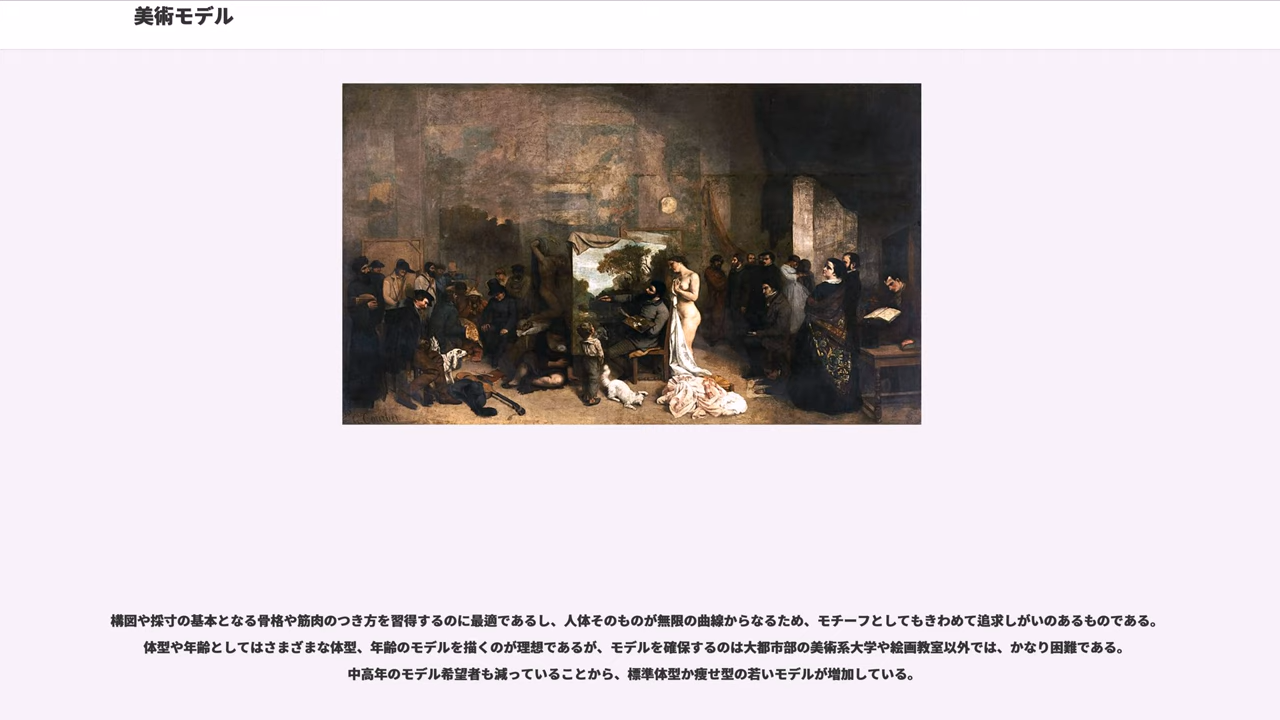 美術モデル
構図や採寸の基本となる骨格や筋肉のつき方を習得するのに最適であるし、人体そのものが無限の曲線からなるため、モチーフとしてもきわめて追求しがいのあるものである。
体型や年齢としてはさまざまな体型、年齢のモデルを描くのが理想であるが、モデルを確保するのは大都市部の美術系大学や絵画教室以外では、かなり困難である。
中高年のモデル希望者も減っていることから、標準体型か痩せ型の若いモデルが増加している。